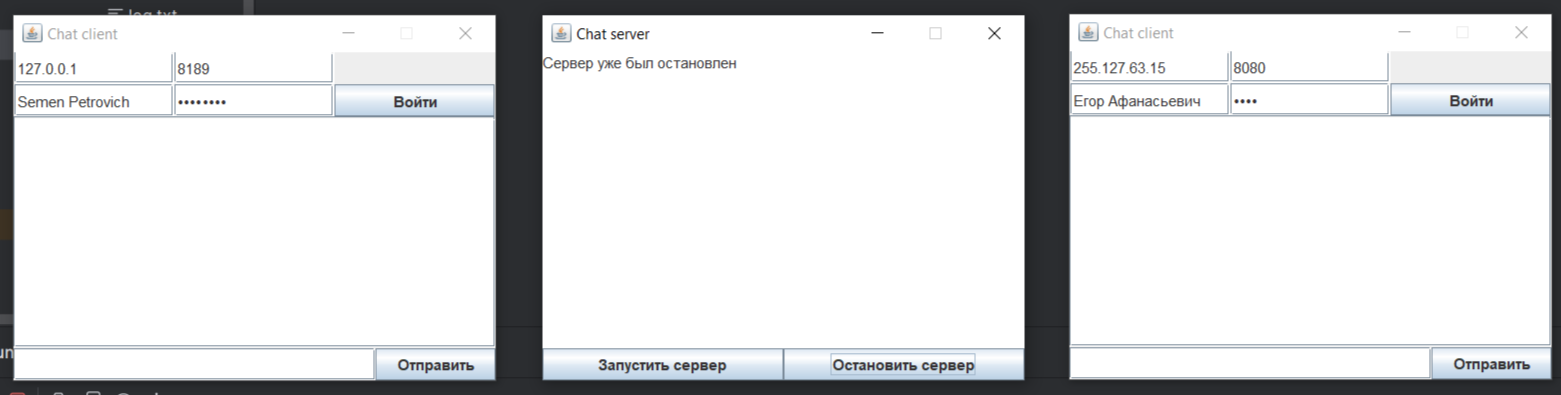 log.txt
Chat client
127.0.0.1 8189
Semen Petrovich •••••••• Войти
Отправить
Chat server
Сервер уже был остановлен
Запустить сервер Остановить сервер
Chat client
255.127.63.15 8080
Егор Афанасьевич •••• Войти
Отправить
un